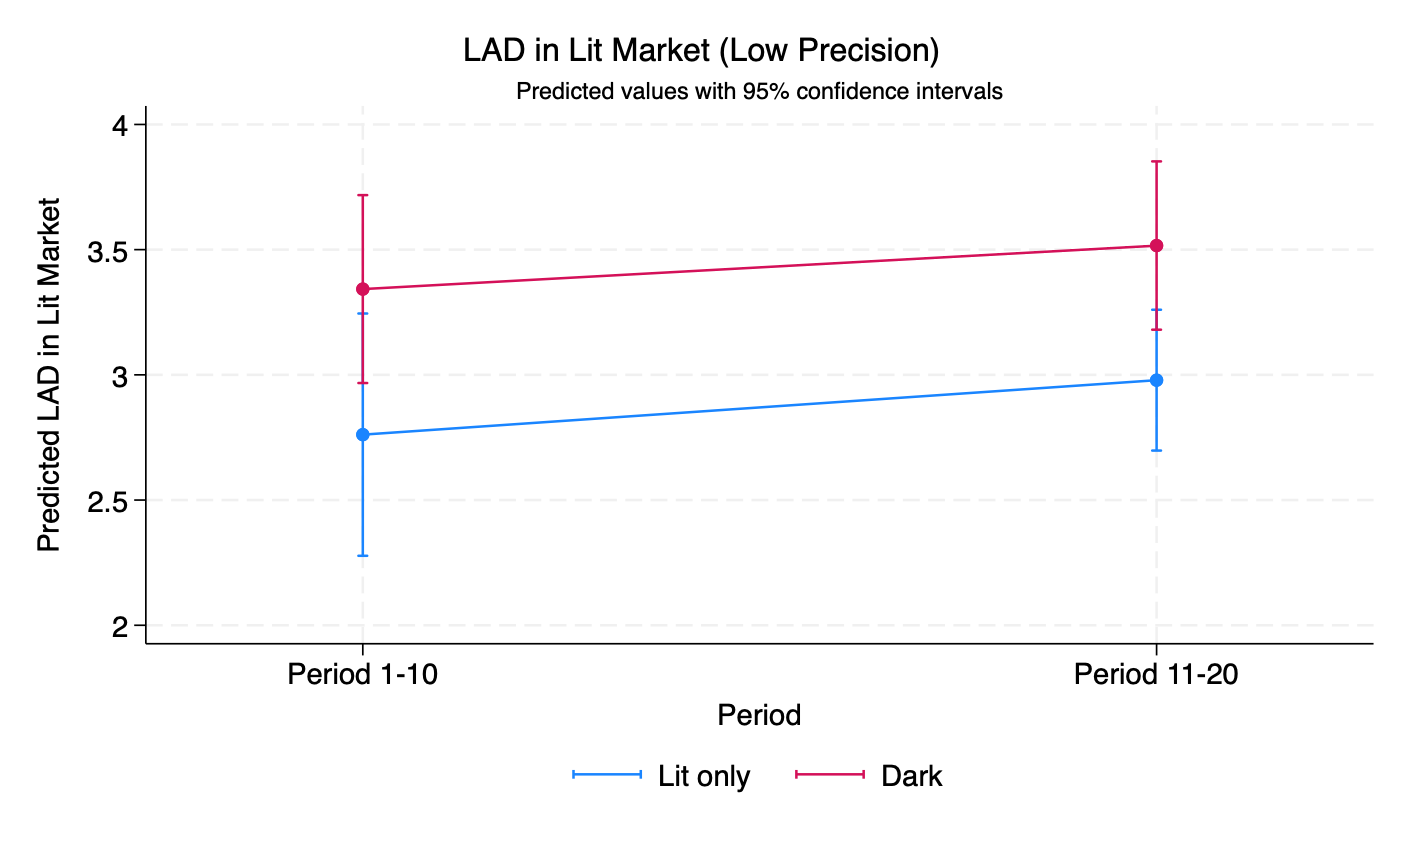 LAD in Lit Market (Low Precision)
Predicted values with 95% confidence intervals
Predicted LAD in Lit Market
4
3.5
3
2.5
2
Period 1-10
Period 11-20
Period
Lit only
Dark